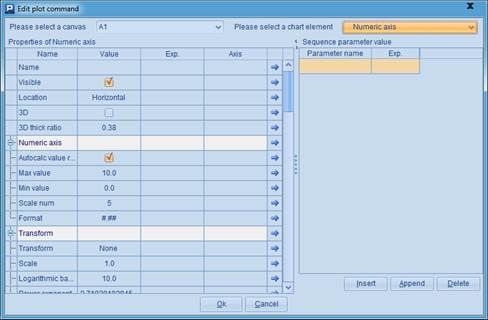 Edit plot command
Please select a canvas A1 Please select a chart element Numeric axis
Properties of Numeric axis Sequence parameter value
Name Value Exp. Axis Parameter name Exp.
Name
Visible
Location Horizontal
3D
3D thick ratio 0.38
Numeric axis
Autocalc value r...
Max value 10.0
Min value 0.0
Scale num 5
Format #.##
Transform
Transform None
Scale 1.0
Logarithmic ba... 10.0
Power exponent
Insert Append Delete
Ok Cancel